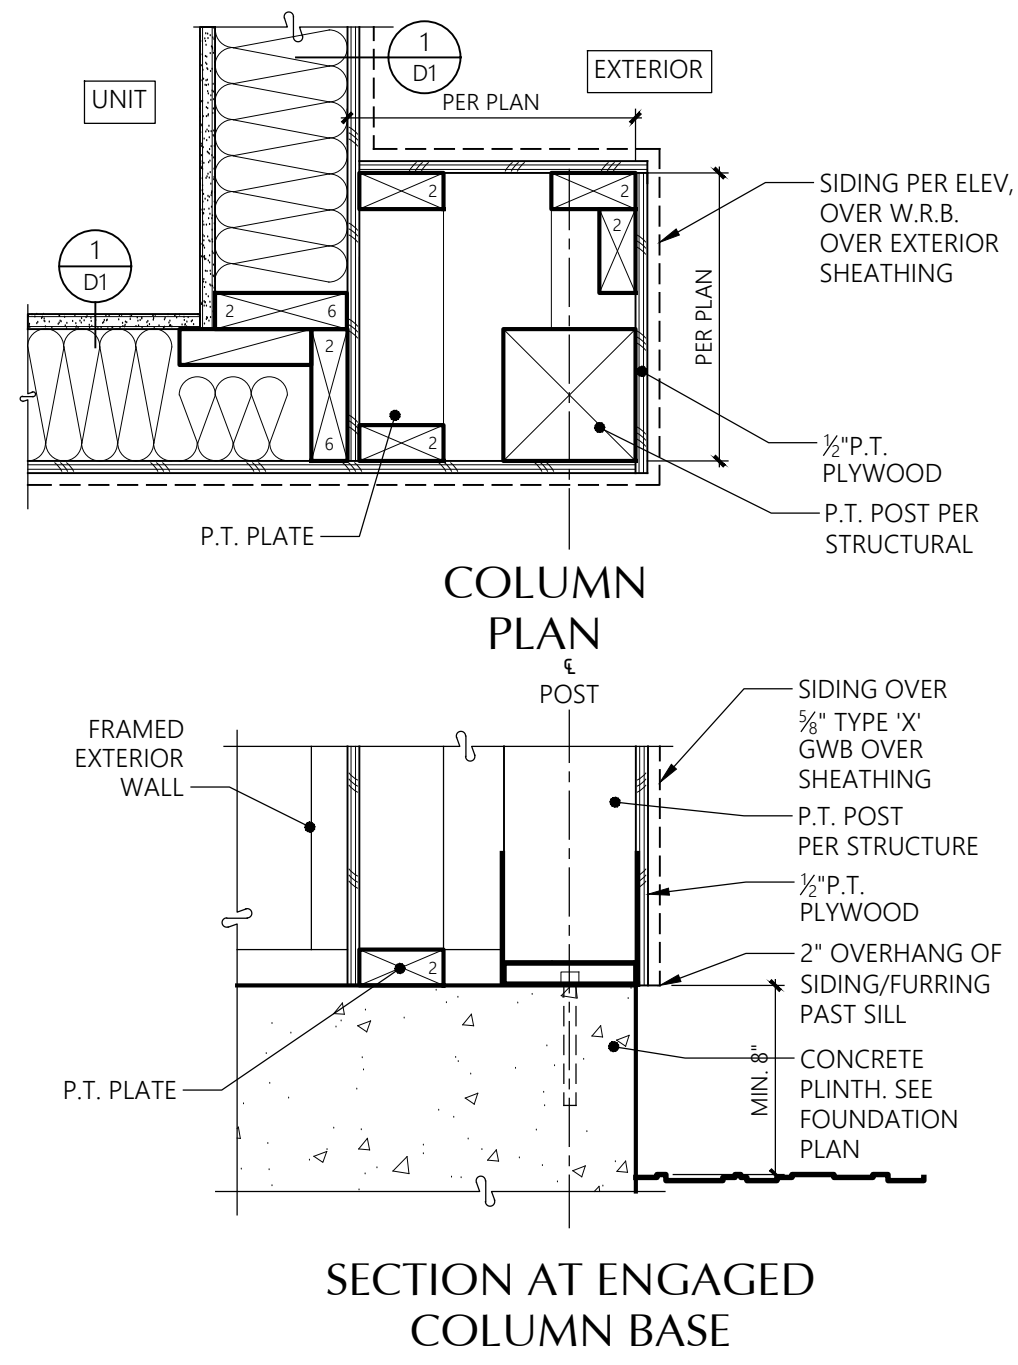 1
D1
UNIT
EXTERIOR
PER PLAN
2
2
2
SIDING PER ELEV,
OVER W.R.B.
OVER EXTERIOR
SHEATHING
1
D1
PER PLAN
2
6
2
6
2
½"P.T.
PLYWOOD
P.T. POST PER
STRUCTURAL
P.T. PLATE
COLUMN
PLAN
℄
POST
FRAMED
EXTERIOR
WALL
SIDING OVER
⅝" TYPE 'X'
GWB OVER
SHEATHING
P.T. POST
PER STRUCTURE
½"P.T.
PLYWOOD
2" OVERHANG OF
SIDING/FURRING
PAST SILL
2
MIN. 8"
CONCRETE
PLINTH. SEE
FOUNDATION
PLAN
P.T. PLATE
SECTION AT ENGAGED
COLUMN BASE